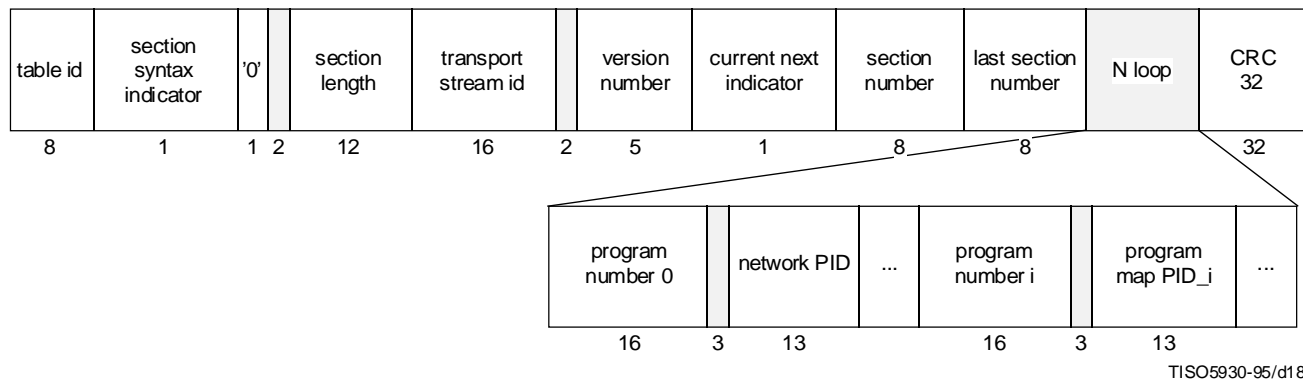 table id
section
syntax
indicator
'0'
section
length
transport
stream id
version
number
current next
indicator
section
number
last section
number
N loop
CRC
32
8 1 1 2 12 16 2 5 1 8 8 32
program
number 0
network PID
...
program
number i
program
map PID_i
...
16 3 13 16 3 13
TISO5930-95/d18